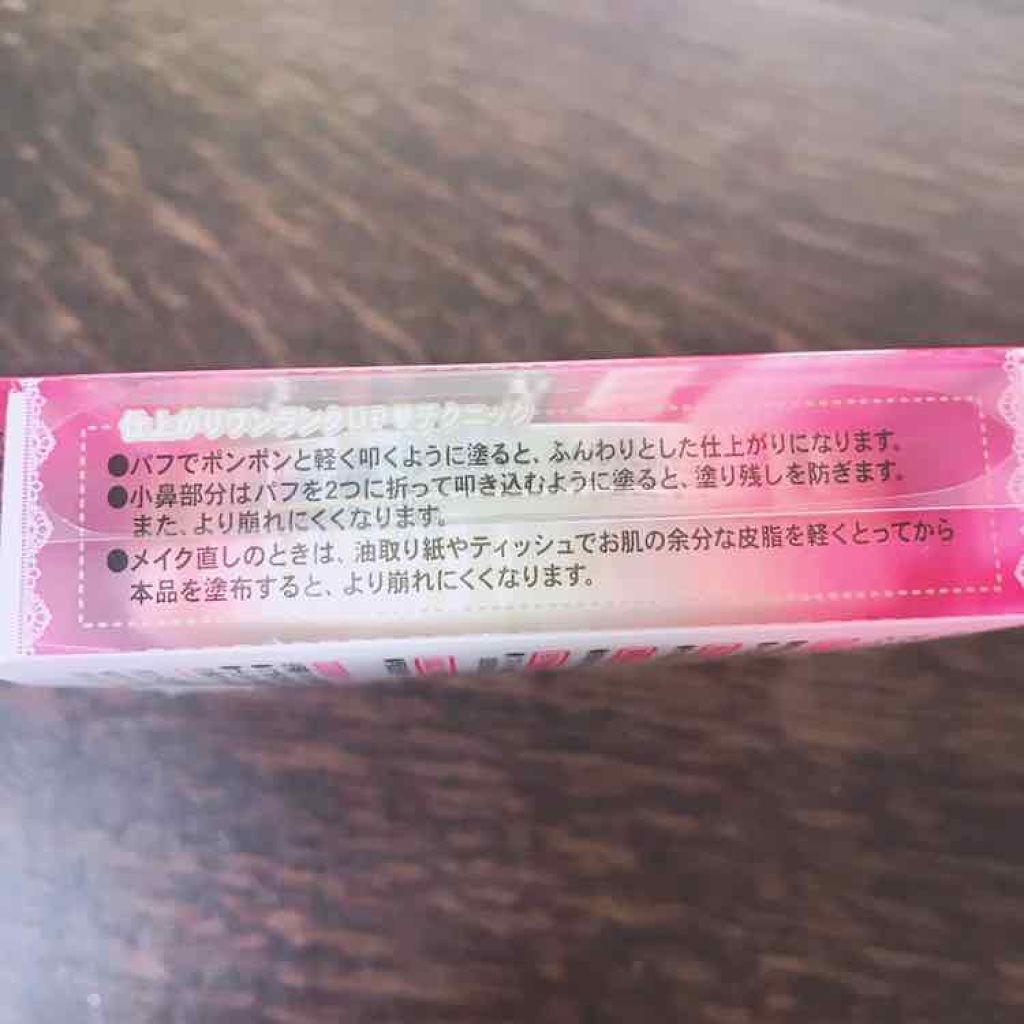 仕上がりワンランクUPザテクニック
●パフでポンポンと軽く叩くように塗ると、ふんわりとした仕上がりになります。
●小鼻部分はパフを2つに折って叩き込むように塗ると、塗り残しを防ぎます。
また、より崩れにくくなります。
●メイク直しのときは、油取り紙やティッシュでお肌の余分な皮脂を軽くとってから
本品を塗布すると、より崩れにくくなります。